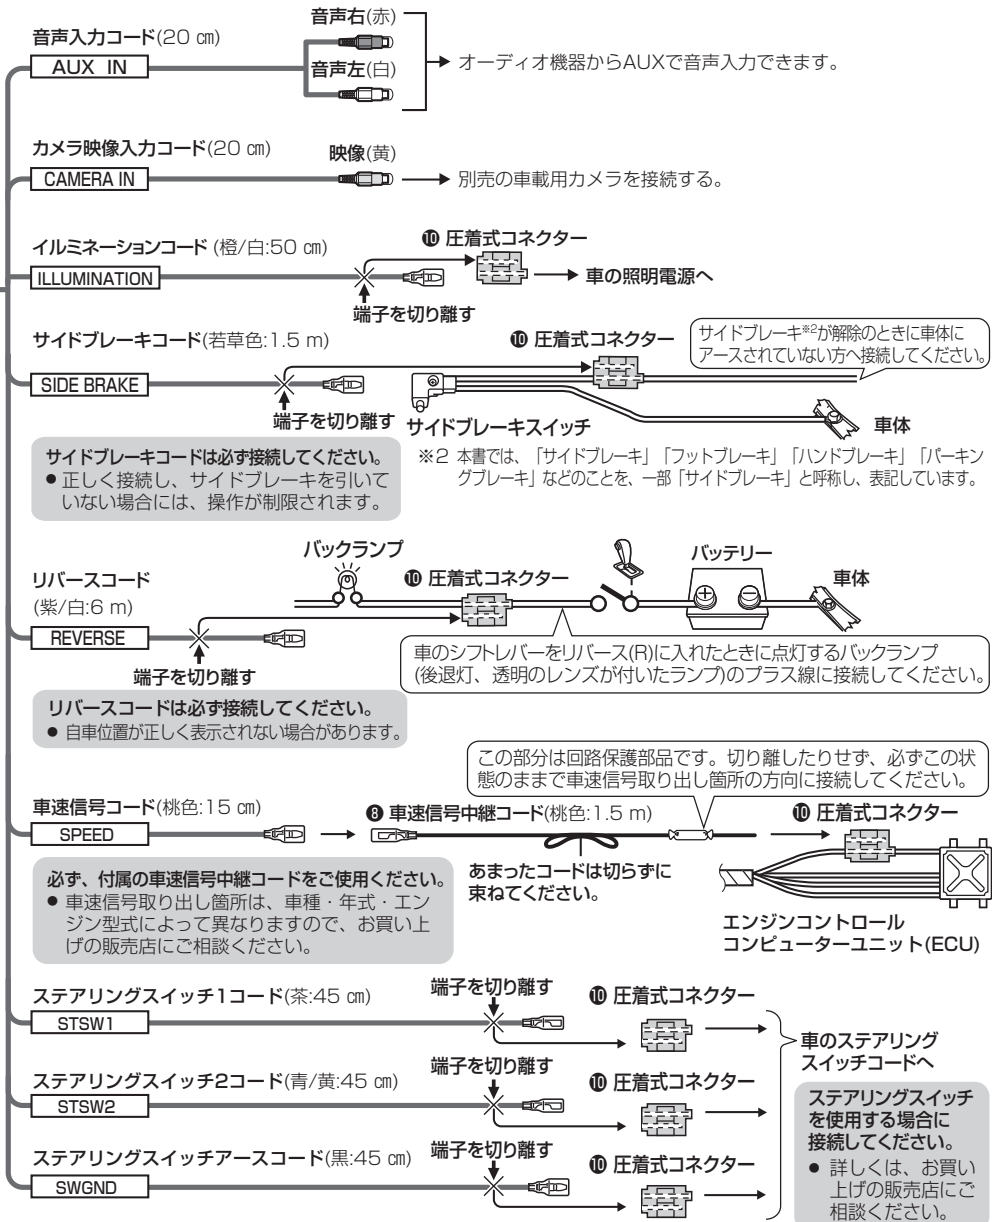 音声入力コード(20 ㎝)
AUX IN
音声右(赤)
音声左(白)
オーディオ機器からAUXで音声入力できます。
カメラ映像入力コード(20 ㎝)
CAMERA IN
映像(黄)
別売の車載用カメラを接続する。
イルミネーションコード (橙/白:50 ㎝)
ILLUMINATION
端子を切り離す
❿ 圧着式コネクター
車の照明電源へ
サイドブレーキコード(若草色:1.5 m)
SIDE BRAKE
端子を切り離す
❿ 圧着式コネクター
サイドブレーキ※2が解除のときに車体に
アースされていない方へ接続してください。
サイドブレーキスイッチ
車体
サイドブレーキコードは必ず接続してください。
● 正しく接続し、サイドブレーキを引いて
いない場合には、操作が制限されます。
※2 本書では、「サイドブレーキ」「フットブレーキ」「ハンドブレーキ」「パーキン
グブレーキ」などのことを、一部「サイドブレーキ」と呼称し、表記しています。
リバースコード
(紫/白:6 m)
REVERSE
端子を切り離す
バックランプ
❿ 圧着式コネクター
バッテリー
車体
車のシフトレバーをリバース(R)に入れたときに点灯するバックランプ
(後退灯、透明のレンズが付いたランプ)のプラス線に接続してください。
リバースコードは必ず接続してください。
● 自車位置が正しく表示されない場合があります。
この部分は回路保護部品です。切り離したりせず、必ずこの状
態のままで車速信号取り出し箇所の方向に接続してください。
車速信号コード(桃色:15 ㎝)
SPEED
❽ 車速信号中継コード(桃色:1.5 m)
❿ 圧着式コネクター
あまったコードは切らずに
束ねてください。
エンジンコントロール
コンピューターユニット(ECU)
必ず、付属の車速信号中継コードをご使用ください。
● 車速信号取り出し箇所は、車種・年式・エン
ジン型式によって異なりますので、お買い上
げの販売店にご相談ください。
ステアリングスイッチ1コード(茶:45 ㎝)
STSW1
端子を切り離す
❿ 圧着式コネクター
ステアリングスイッチ2コード(青/黄:45 ㎝)
STSW2
端子を切り離す
❿ 圧着式コネクター
ステアリングスイッチアースコード(黒:45 ㎝)
SWGND
端子を切り離す
❿ 圧着式コネクター
車のステアリング
スイッチコードへ
ステアリングスイッチ
を使用する場合に
接続してください。
● 詳しくは、お買い
上げの販売店にご
相談ください。